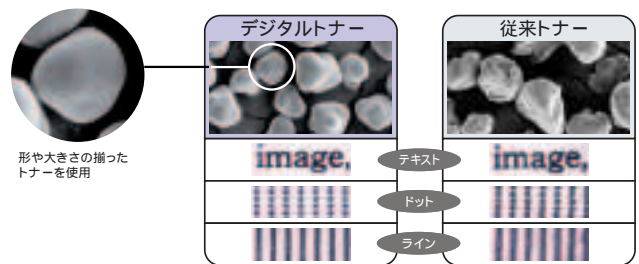 デジタルトナー
従来トナー
形や大きさの揃った
トナーを使用
image,
テキスト
image,
ドット
ライン